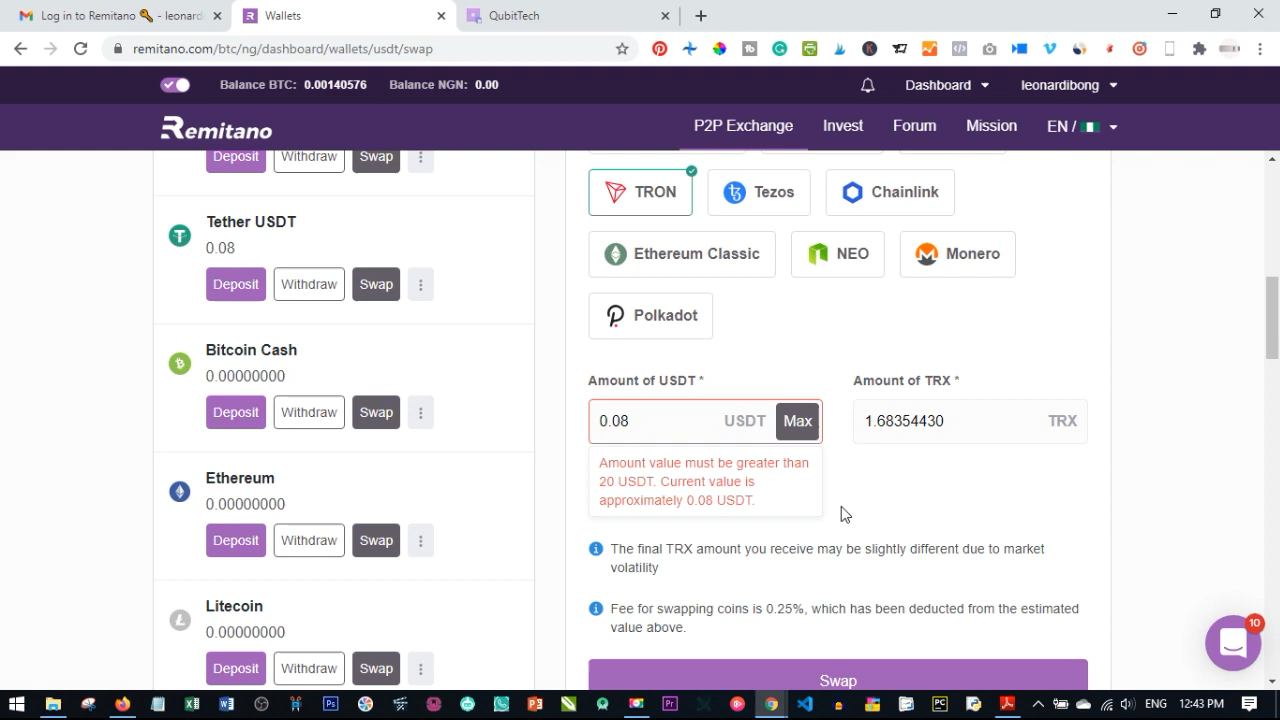 Log in to Remitano 🔑 - leonard
Wallets
QubitTech
remitano.com/btc/ng/dashboard/wallets/usdt/swap
Balance BTC: 0.00140576
Balance NGN: 0.00
Dashboard
leonardibong
Remitano
P2P Exchange
Invest
Forum
Mission
EN /
Deposit
Withdraw
Swap
Tether USDT
0.08
Deposit
Withdraw
Swap
Bitcoin Cash
0.00000000
Deposit
Withdraw
Swap
Ethereum
0.00000000
Deposit
Withdraw
Swap
Litecoin
0.00000000
Deposit
Withdraw
Swap
TRON
Tezos
Chainlink
Ethereum Classic
NEO
Monero
Polkadot
Amount of USDT *
Amount of TRX *
0.08 USDT Max
1.68354430 TRX
Amount value must be greater than
20 USDT. Current value is
approximately 0.08 USDT.
The final TRX amount you receive may be slightly different due to market
volatility
Fee for swapping coins is 0.25%, which has been deducted from the estimated
value above.
Swap
10
ENG
12:43 PM